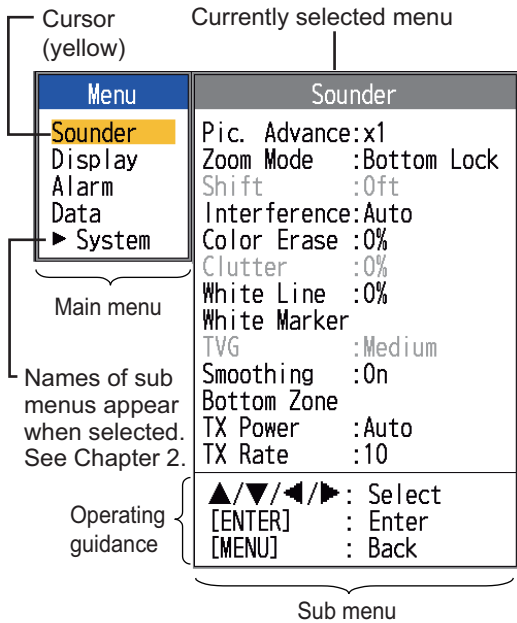 Cursor
(yellow)
Currently selected menu
Menu
Sounder
Display
Alarm
Data
▶ System
Main menu
Names of sub
menus appear
when selected.
See Chapter 2.
Operating
guidance
Sounder
Pic. Advance:x1
Zoom Mode :Bottom Lock
Shift :0ft
Interference:Auto
Color Erase :0%
Clutter :0%
White Line :0%
White Marker
TVG :Medium
Smoothing :On
Bottom Zone
TX Power :Auto
TX Rate :10
▲/▼/◀/▶: Select
[ENTER] : Enter
[MENU] : Back
Sub menu